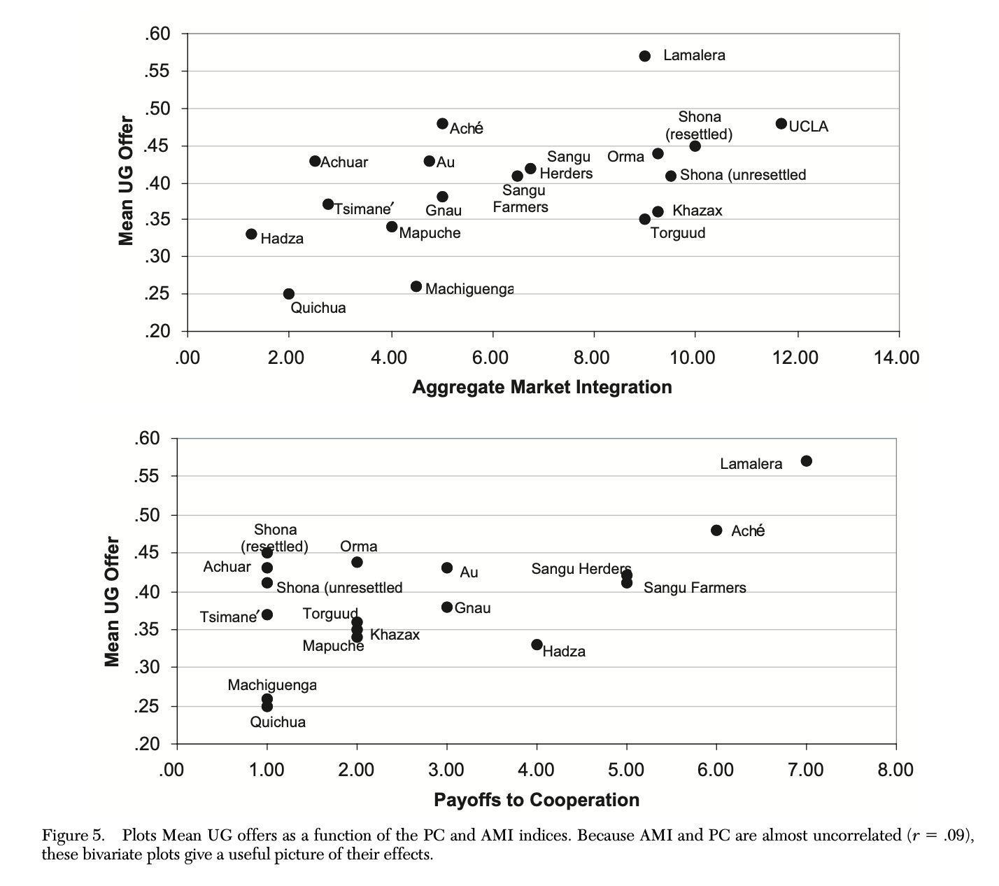 .60
Lamalera
.55
.50
Shona
(resettled)
Aché
UCLA
.45
Achuar
Au
Sangu
Herders
Orma
Shona (unresettled
.40
Sangu
Farmers
Tsimane′
Gnau
Khazax
.35
Hadza
Mapuche
Torguud
.30
Machiguenga
.25
Quichua
.20
Mean UG Offer
.00 2.00 4.00 6.00 8.00 10.00 12.00 14.00
Aggregate Market Integration
.60
Lamalera
.55
.50
Shona
(resettled)
Orma
Aché
.45
Achuar
Au
Sangu Herders
Shona (unresettled
Sangu Farmers
.40
Tsimane′
Torguud
Gnau
.35
Khazax
Mapuche
Hadza
.30
Machiguenga
.25
Quichua
.20
Mean UG Offer
.00 1.00 2.00 3.00 4.00 5.00 6.00 7.00 8.00
Payoffs to Cooperation
Figure 5. Plots Mean UG offers as a function of the PC and AMI indices. Because AMI and PC are almost uncorrelated (r = .09),
these bivariate plots give a useful picture of their effects.